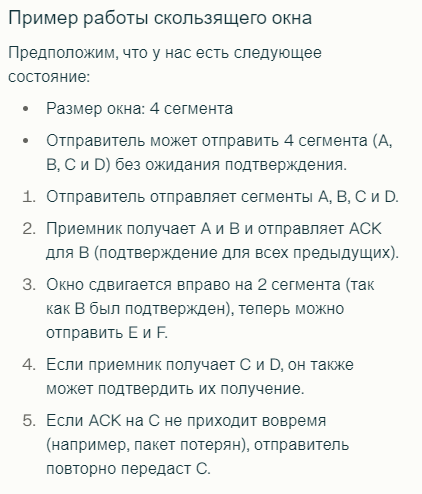 Пример работы скользящего окна
Предположим, что у нас есть следующее
состояние:
• Размер окна: 4 сегмента
• Отправитель может отправить 4 сегмента (A,
B, C и D) без ожидания подтверждения.
1. Отправитель отправляет сегменты A, B, C и D.
2. Приемник получает A и B и отправляет ACK
для B (подтверждение для всех предыдущих).
3. Окно сдвигается вправо на 2 сегмента (так
как B был подтвержден), теперь можно
отправить E и F.
4. Если приемник получает C и D, он также
может подтвердить их получение.
5. Если ACK на C не приходит вовремя
(например, пакет потерян), отправитель
повторно передаст C.